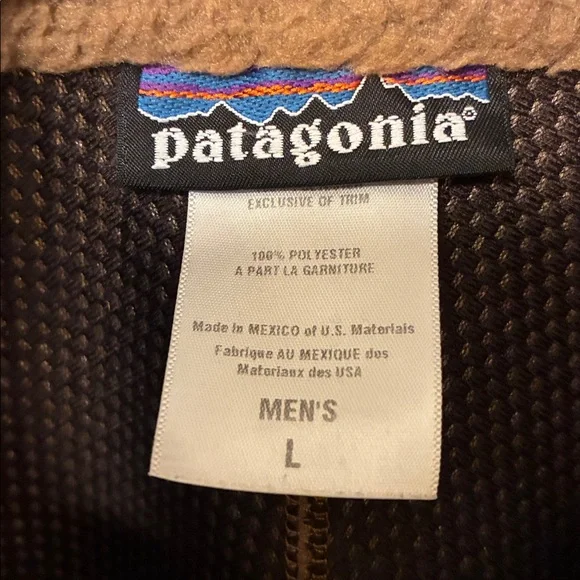 patagonia®
EXCLUSIVE OF TRIM
100% POLYESTER
A PART LA GARNITURE
Made in MEXICO of U.S. Materials
Fabrique AU MEXIQUE dos
Materiaux des USA
MEN'S
L